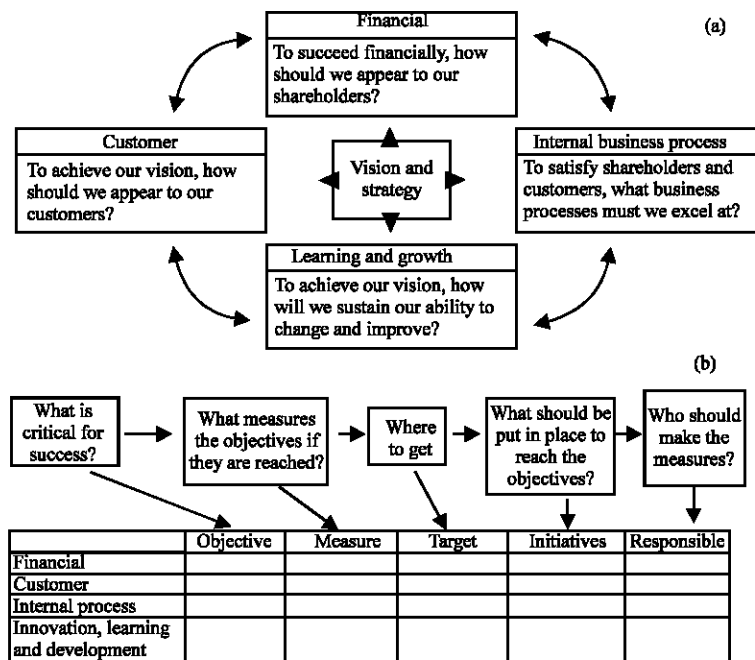 (a)
Financial
To succeed financially, how
should we appear to our
shareholders?
Customer
To achieve our vision, how
should we appear to our
customers?
Vision and
strategy
Internal business process
To satisfy shareholders and
customers, what business
processes must we excel at?
Learning and growth
To achieve our vision, how
will we sustain our ability to
change and improve?
(b)
What is
critical for
success?
What measures
the objectives if
they are reached?
Where
to get
What should be
put in place to
reach the
objectives?
Who should
make the
measures?
Objective Measure Target Initiatives Responsible
Financial
Customer
Internal process
Innovation, learning
and development